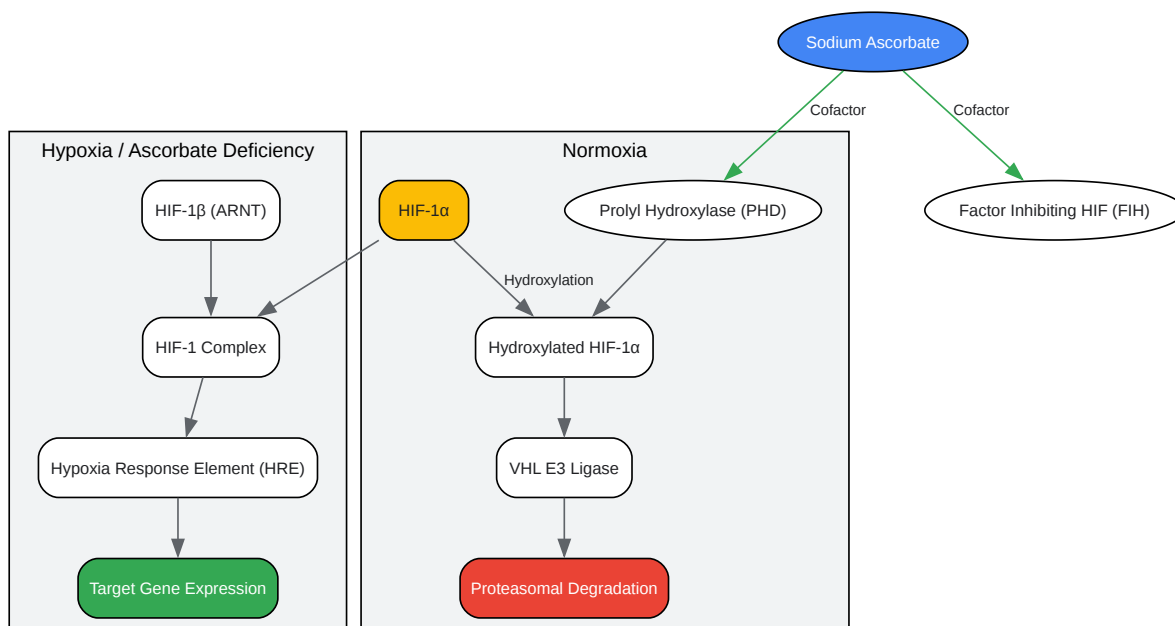 Sodium Ascorbate
Cofactor
Cofactor
Hypoxia / Ascorbate Deficiency
Normoxia
HIF-1β (ARNT)
HIF-1α
Prolyl Hydroxylase (PHD)
Factor Inhibiting HIF (FIH)
Hydroxylation
HIF-1 Complex
Hydroxylated HIF-1α
Hypoxia Response Element (HRE)
VHL E3 Ligase
Target Gene Expression
Proteasomal Degradation